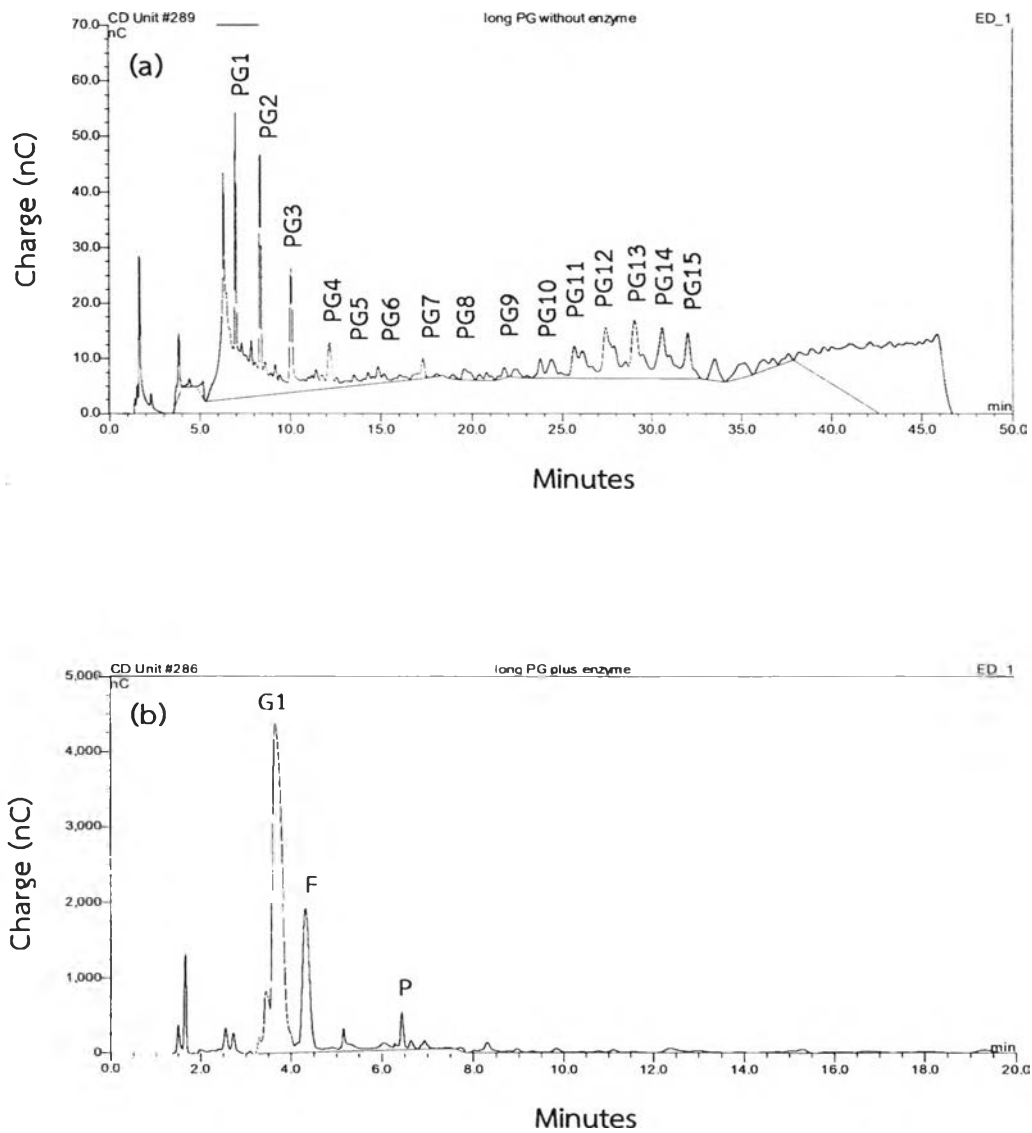 CD Unit #289 long PG without enzyme ED_1
70.0
nC
(a)
60.0
50.0
40.0
30.0
20.0
10.0
0.0
PG1
PG2
PG3
PG4
PG5
PG6
PG7
PG8
PG9
PG10
PG11
PG12
PG13
PG14
PG15
min
0.0 5.0 10.0 15.0 20.0 25.0 30.0 35.0 40.0 45.0 50.0
Charge (nC)
Minutes
CD Unit #286 long PG plus enzyme ED_1
5,000
nC
(b)
4,000
3,000
2,000
1,000
0
G1
F
P
min
0.0 2.0 4.0 6.0 8.0 10.0 12.0 14.0 16.0 18.0 20.0
Charge (nC)
Minutes